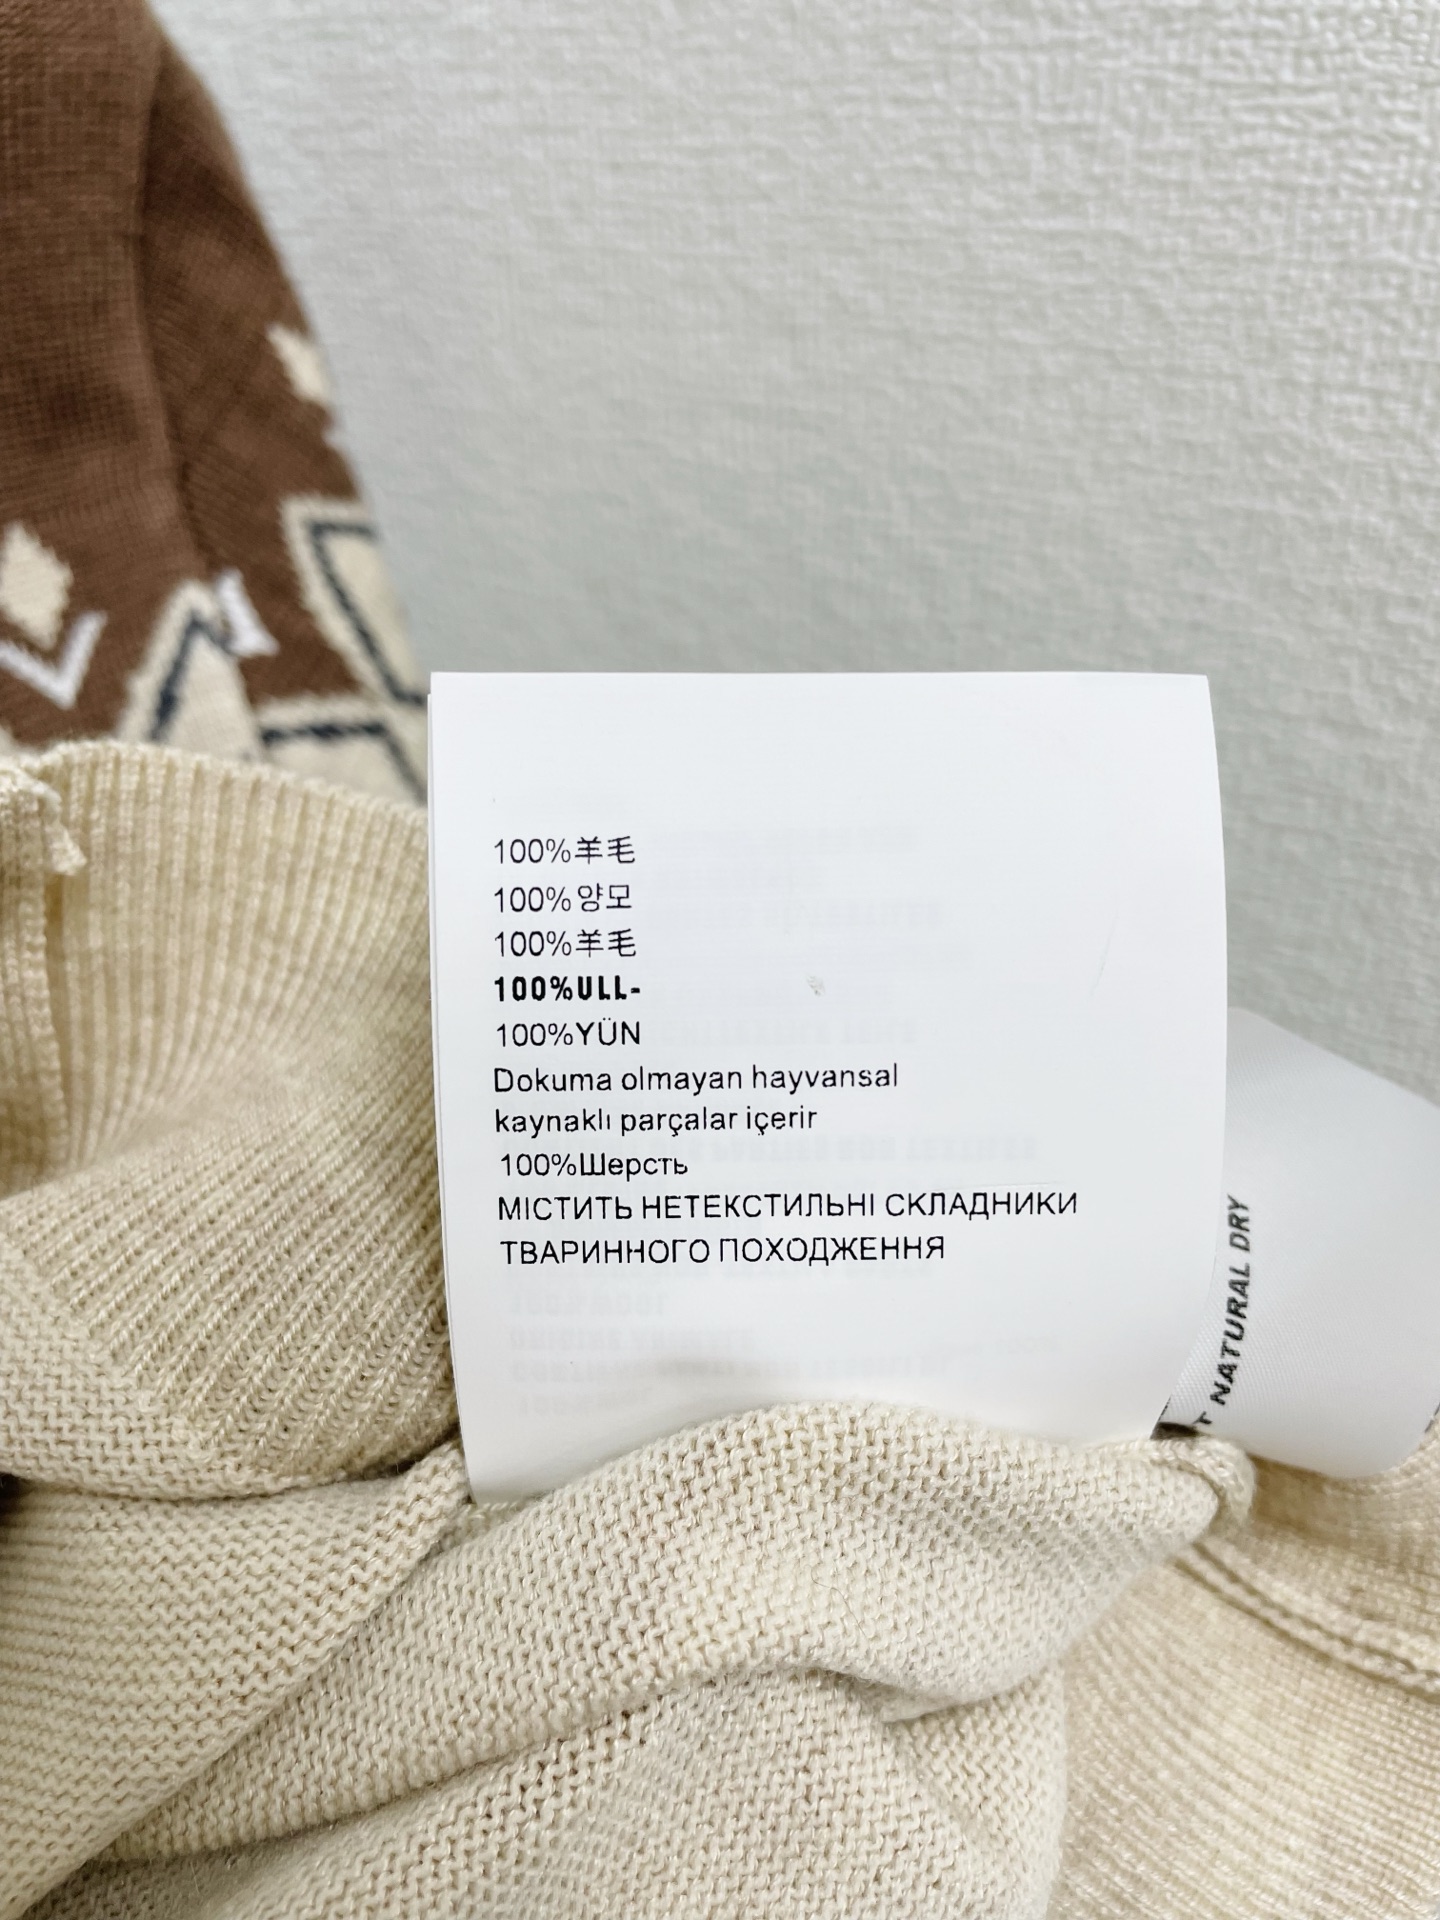 100%羊毛
100%양모
100%羊毛
100%ULL-
100%YÜN
Dokuma olmayan hayvansal
kaynaklı parçalar içerir
100%Шерсть
МІСТИТЬ НЕТЕКСТИЛЬНІ СКЛАДНИКИ
ТВАРИННОГО ПОХОДЖЕННЯ
NATURAL DRY